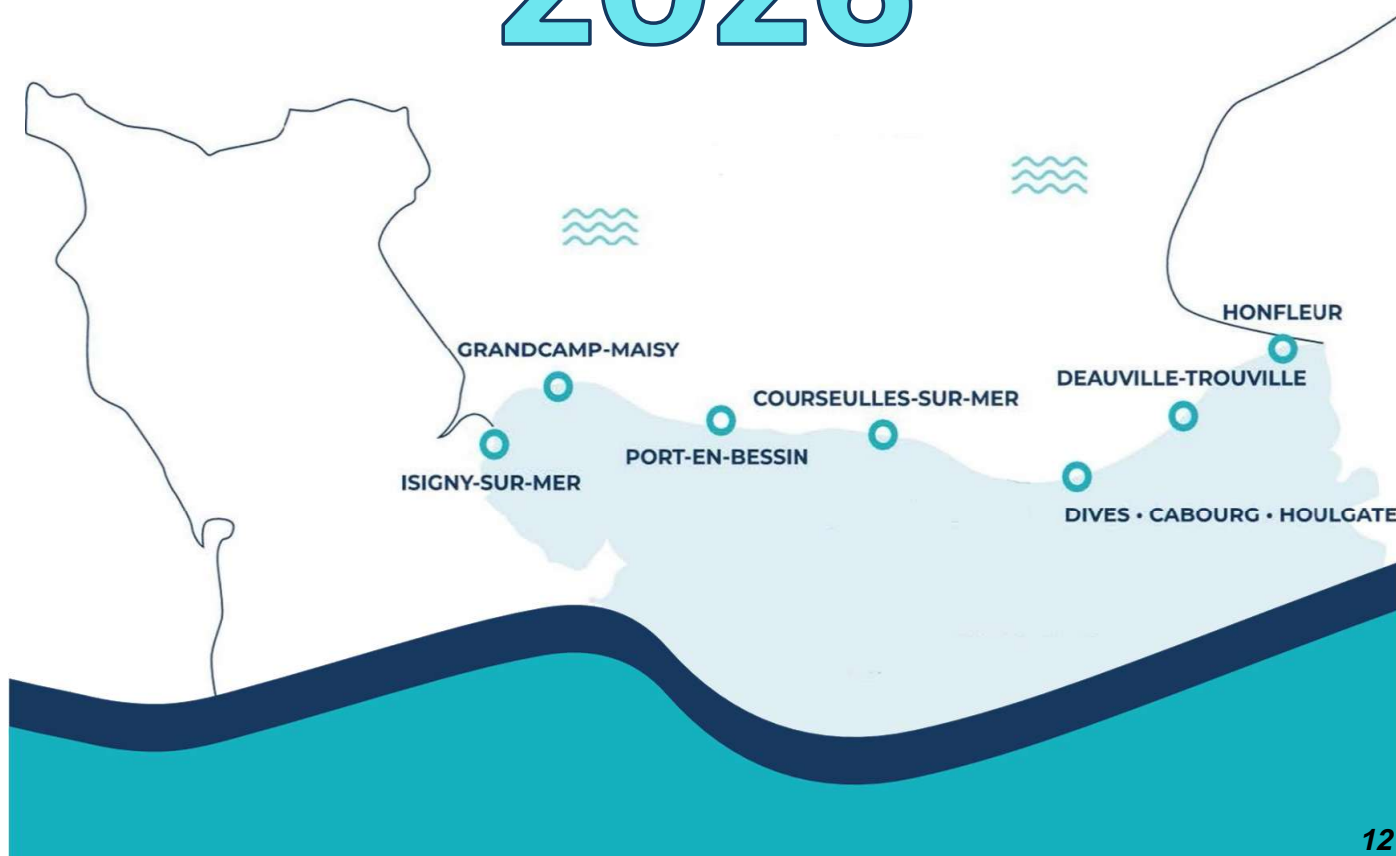 2026
HONFLEUR
GRANDCAMP-MAISY
DEAUVILLE-TROUVILLE
COURSEULLES-SUR-MER
PORT-EN-BESSIN
ISIGNY-SUR-MER
DIVES • CABOURG • HOULGATE
12